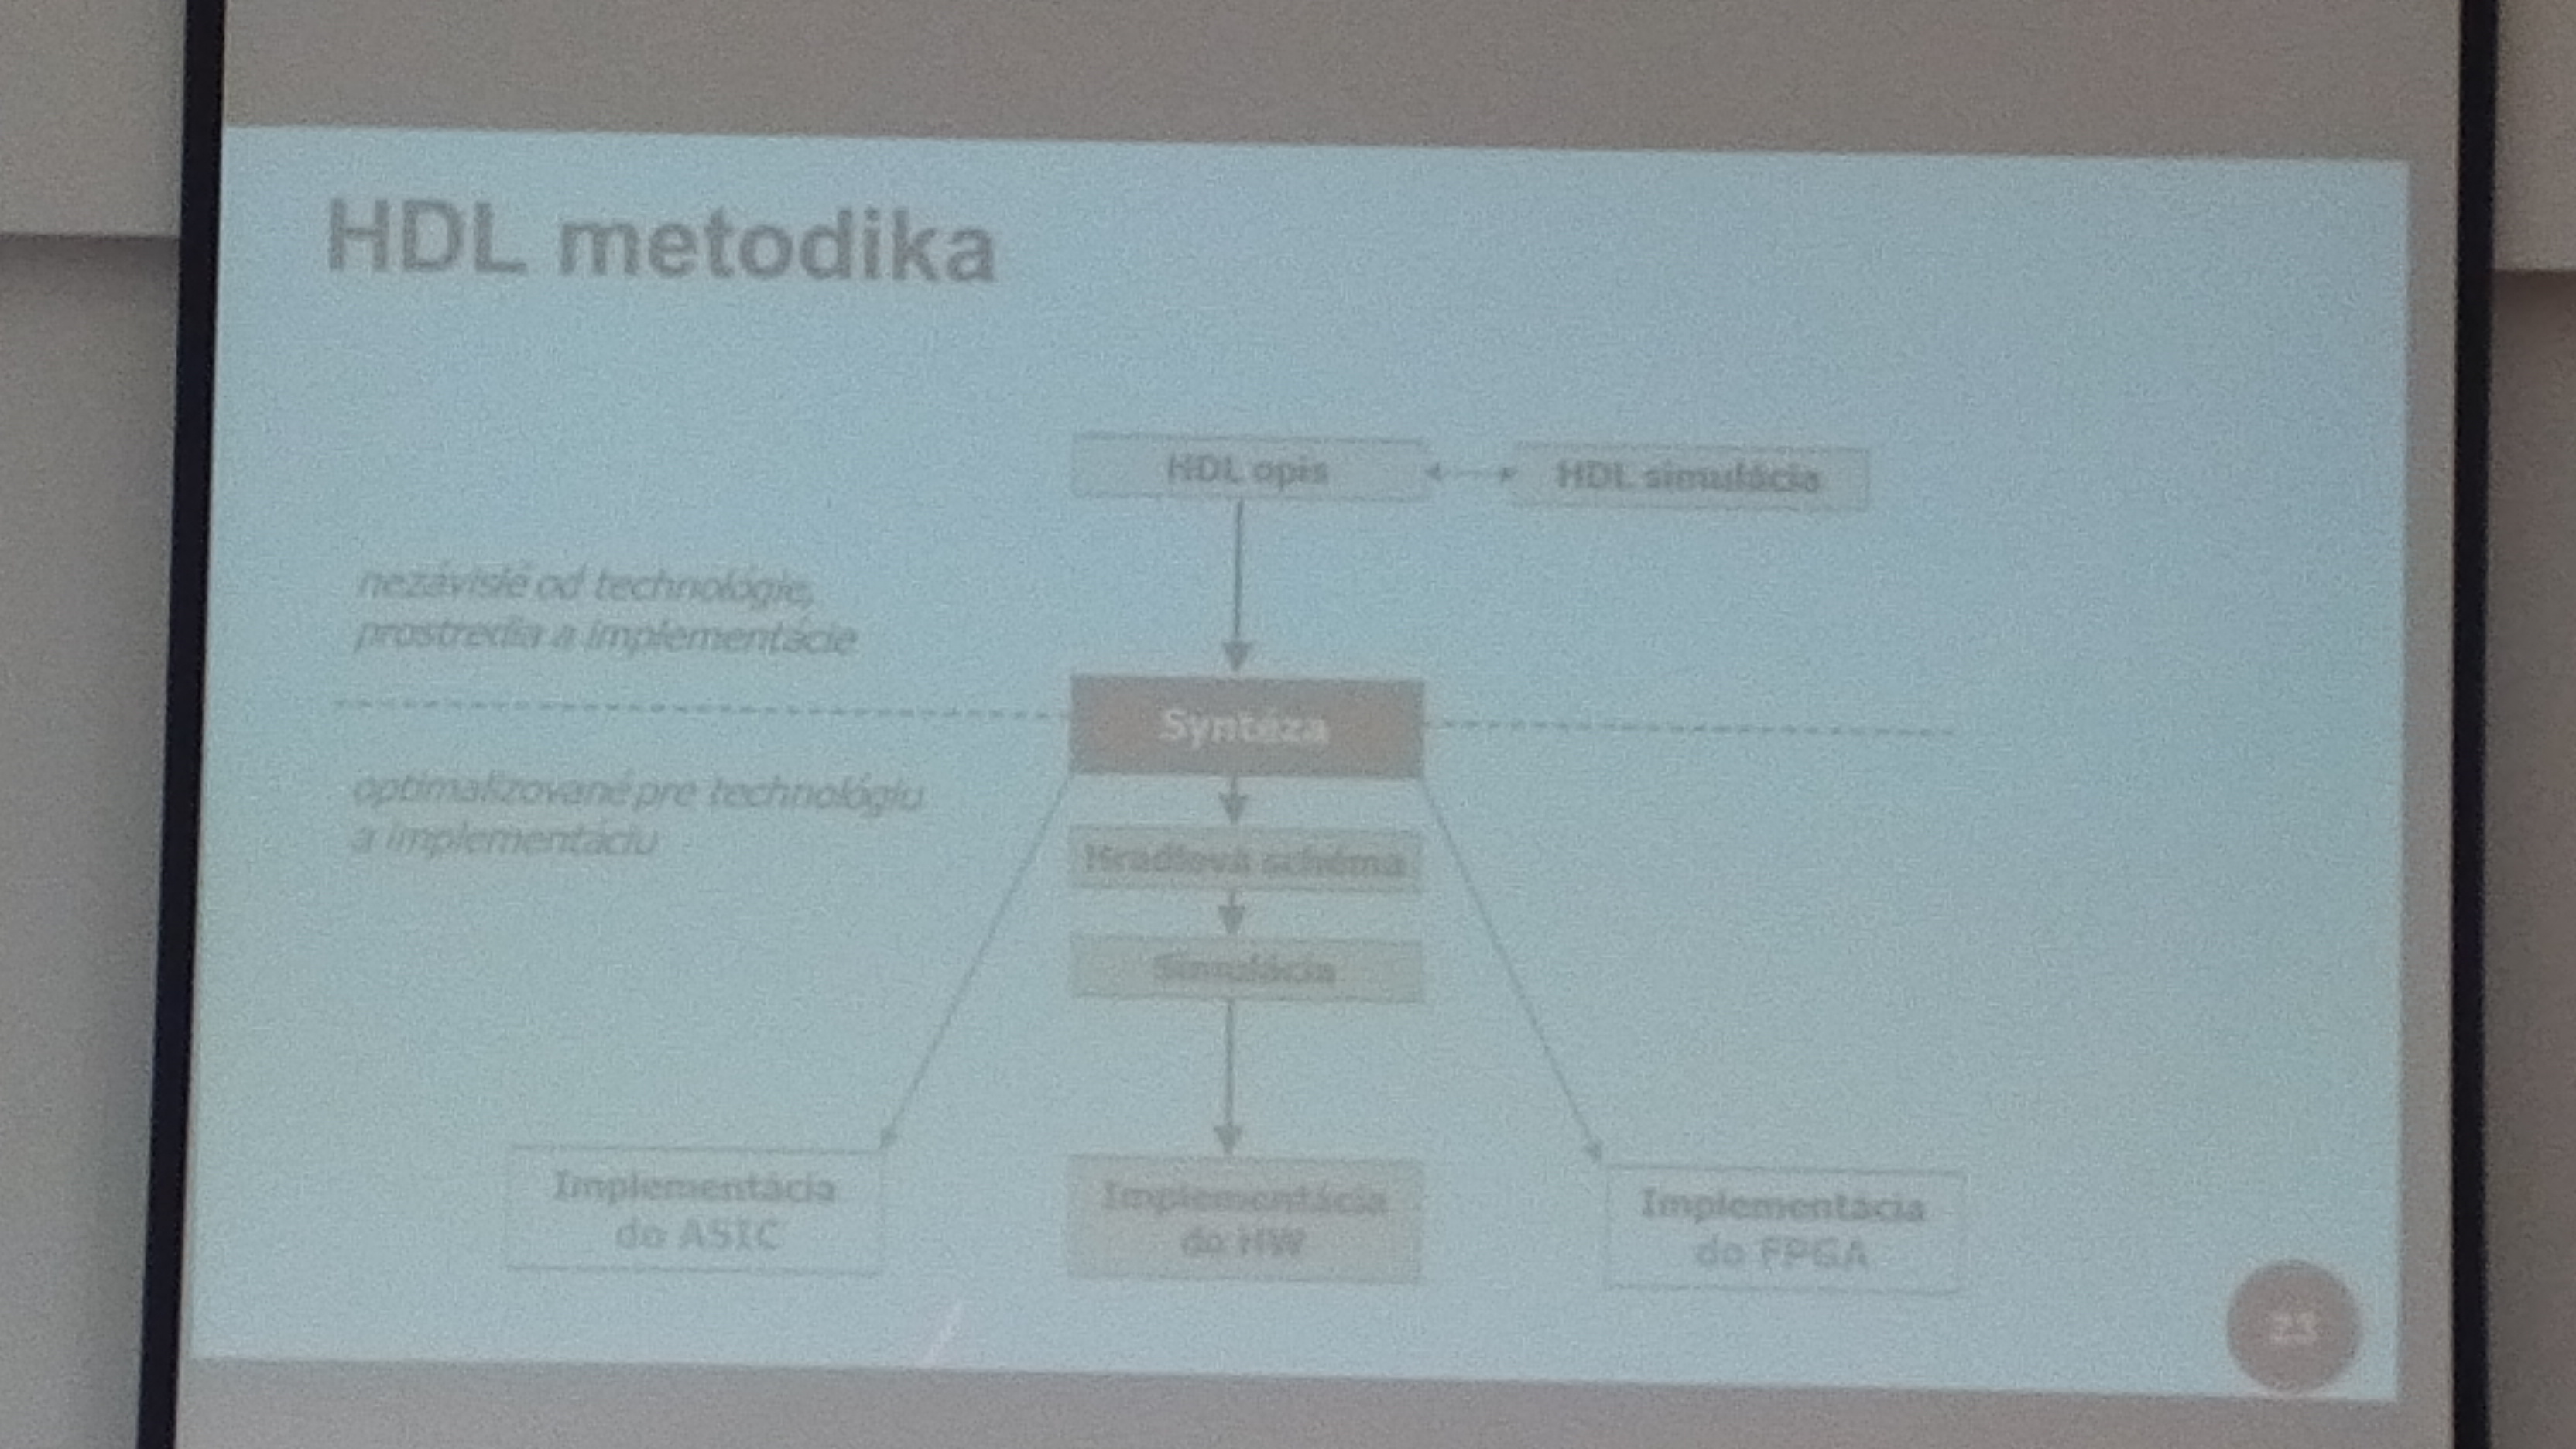 HDL metodika
HDL opis
HDL simulácia
nezávislé od technológie,
prostredia a implementácie
Syntéza
optimalizované pre technológiu
a implementáciu
Hradlová schéma
Simulácia
Implementácia
do ASIC
Implementácia
do HW
Implementácia
do FPGA
23